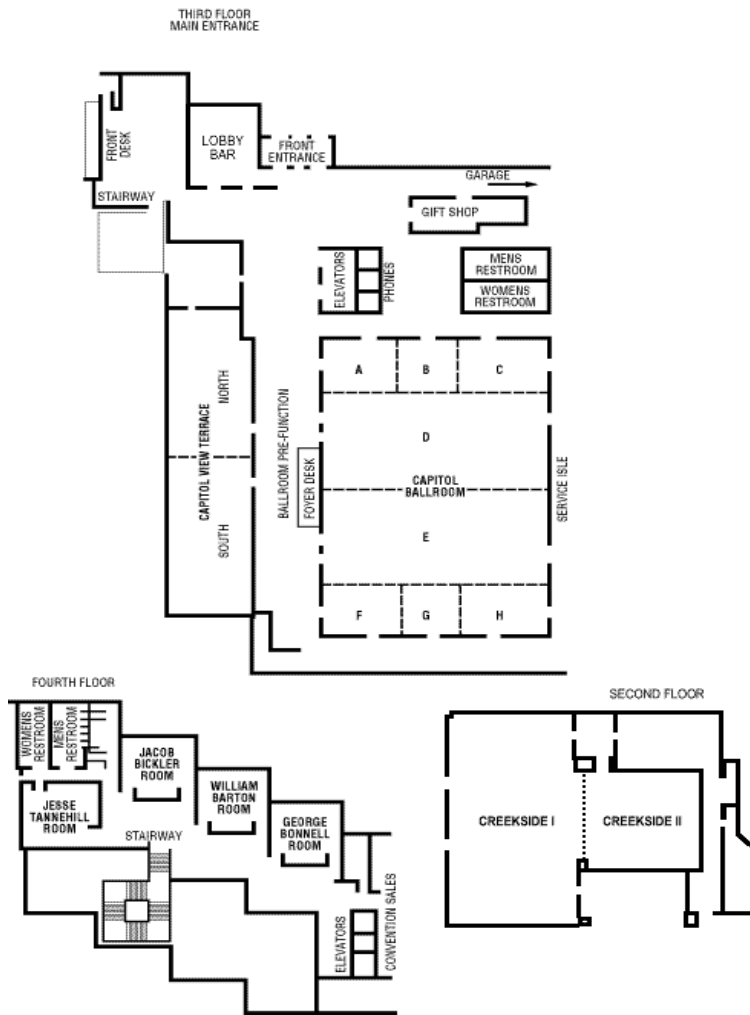 THIRD FLOOR
MAIN ENTRANCE
FRONT
DESK
LOBBY
BAR
FRONT
ENTRANCE
GARAGE
STAIRWAY
GIFT SHOP
ELEVATORS
PHONES
MENS
RESTROOM
WOMENS
RESTROOM
A
B
C
NORTH
CAPITOL VIEW TERRACE
SOUTH
BALLROOM PRE-FUNCTION
FOYER DESK
D
CAPITOL
BALLROOM
E
SERVICE ISLE
F
G
H
FOURTH FLOOR
WOMENS
RESTROOM
MENS
RESTROOM
JACOB
BICKLER
ROOM
WILLIAM
BARTON
ROOM
GEORGE
BONNELL
ROOM
JESSE
TANNEHILL
ROOM
STAIRWAY
ELEVATORS
CONVENTION SALES
SECOND FLOOR
CREEKSIDE I
CREEKSIDE II